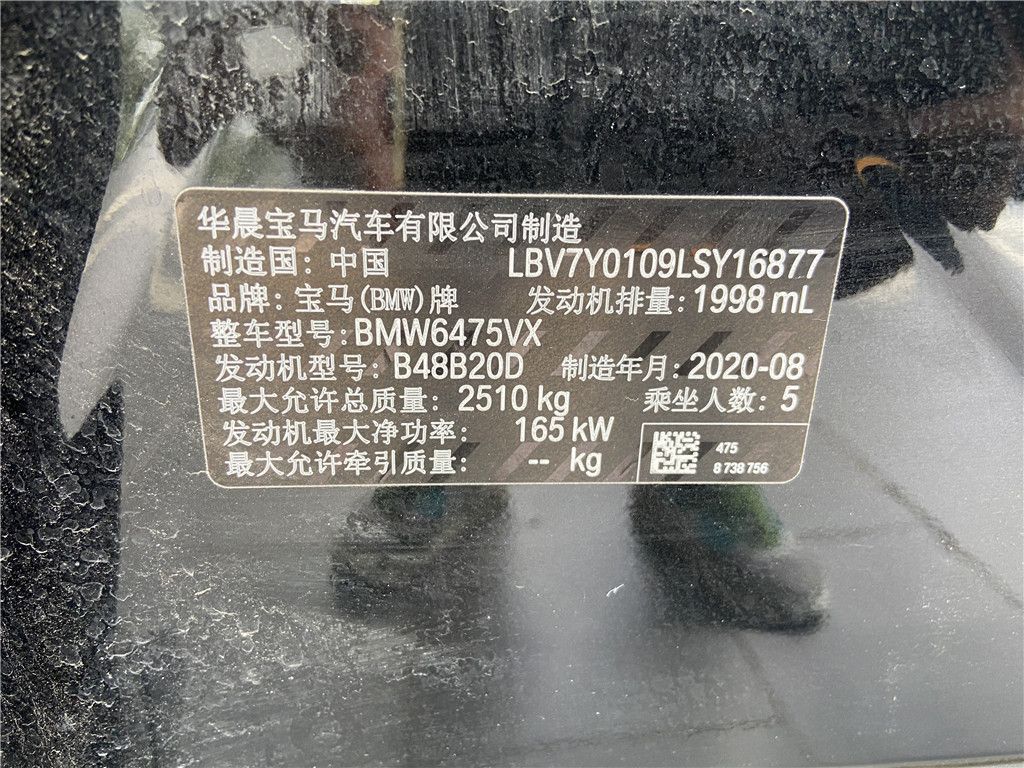 华晨宝马汽车有限公司制造
制造国：中国 LBV7Y0109LSY16877
品牌：宝马(BMW)牌 发动机排量：1998 mL
整车型号：BMW6475VX
发动机型号：B48B20D 制造年月：2020-08
最大允许总质量：2510 kg 乘坐人数：5
发动机最大净功率： 165 kW
最大允许牵引质量： -- kg
475
8 738 756